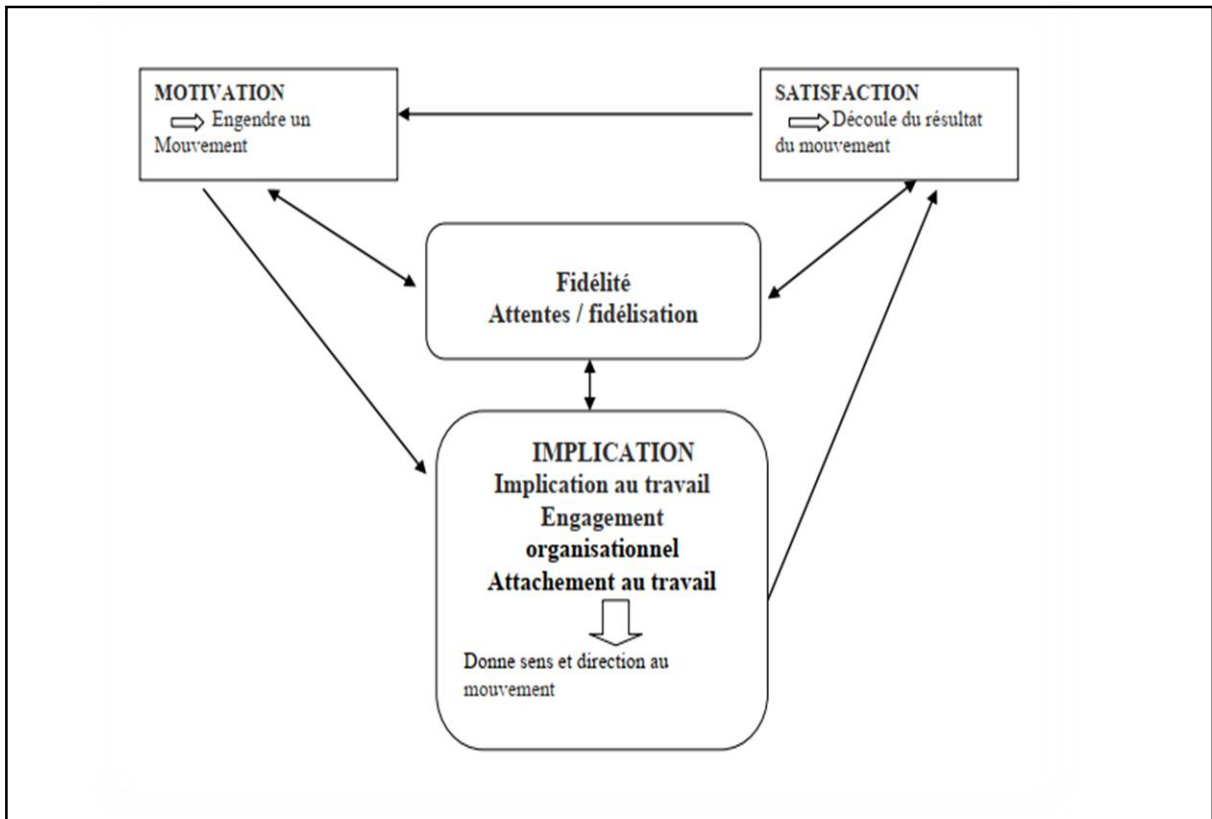 MOTIVATION
Engendre un
Mouvement
SATISFACTION
Découle du résultat
du mouvement
Fidélité
Attentes / fidélisation
IMPLICATION
Implication au travail
Engagement
organisationnel
Attachement au travail
Donne sens et direction au
mouvement